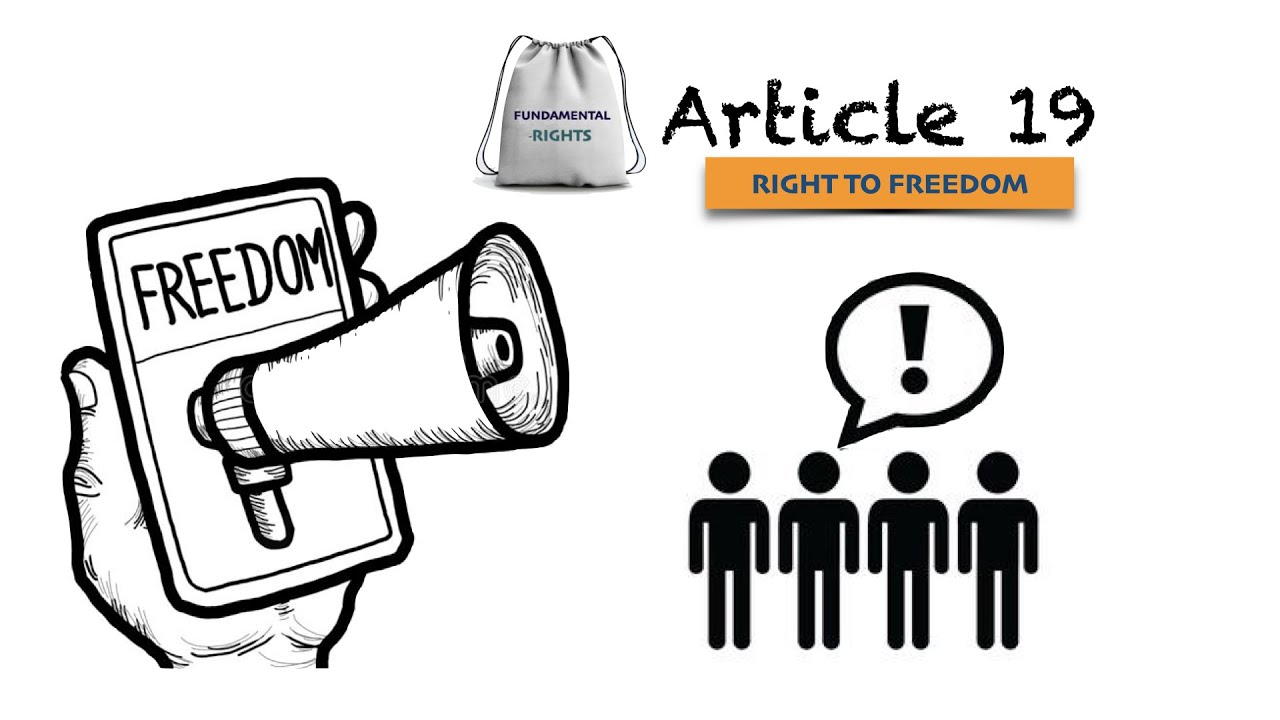 FUNDAMENTAL
-RIGHTS
Article 19
RIGHT TO FREEDOM
FREEDOM
!